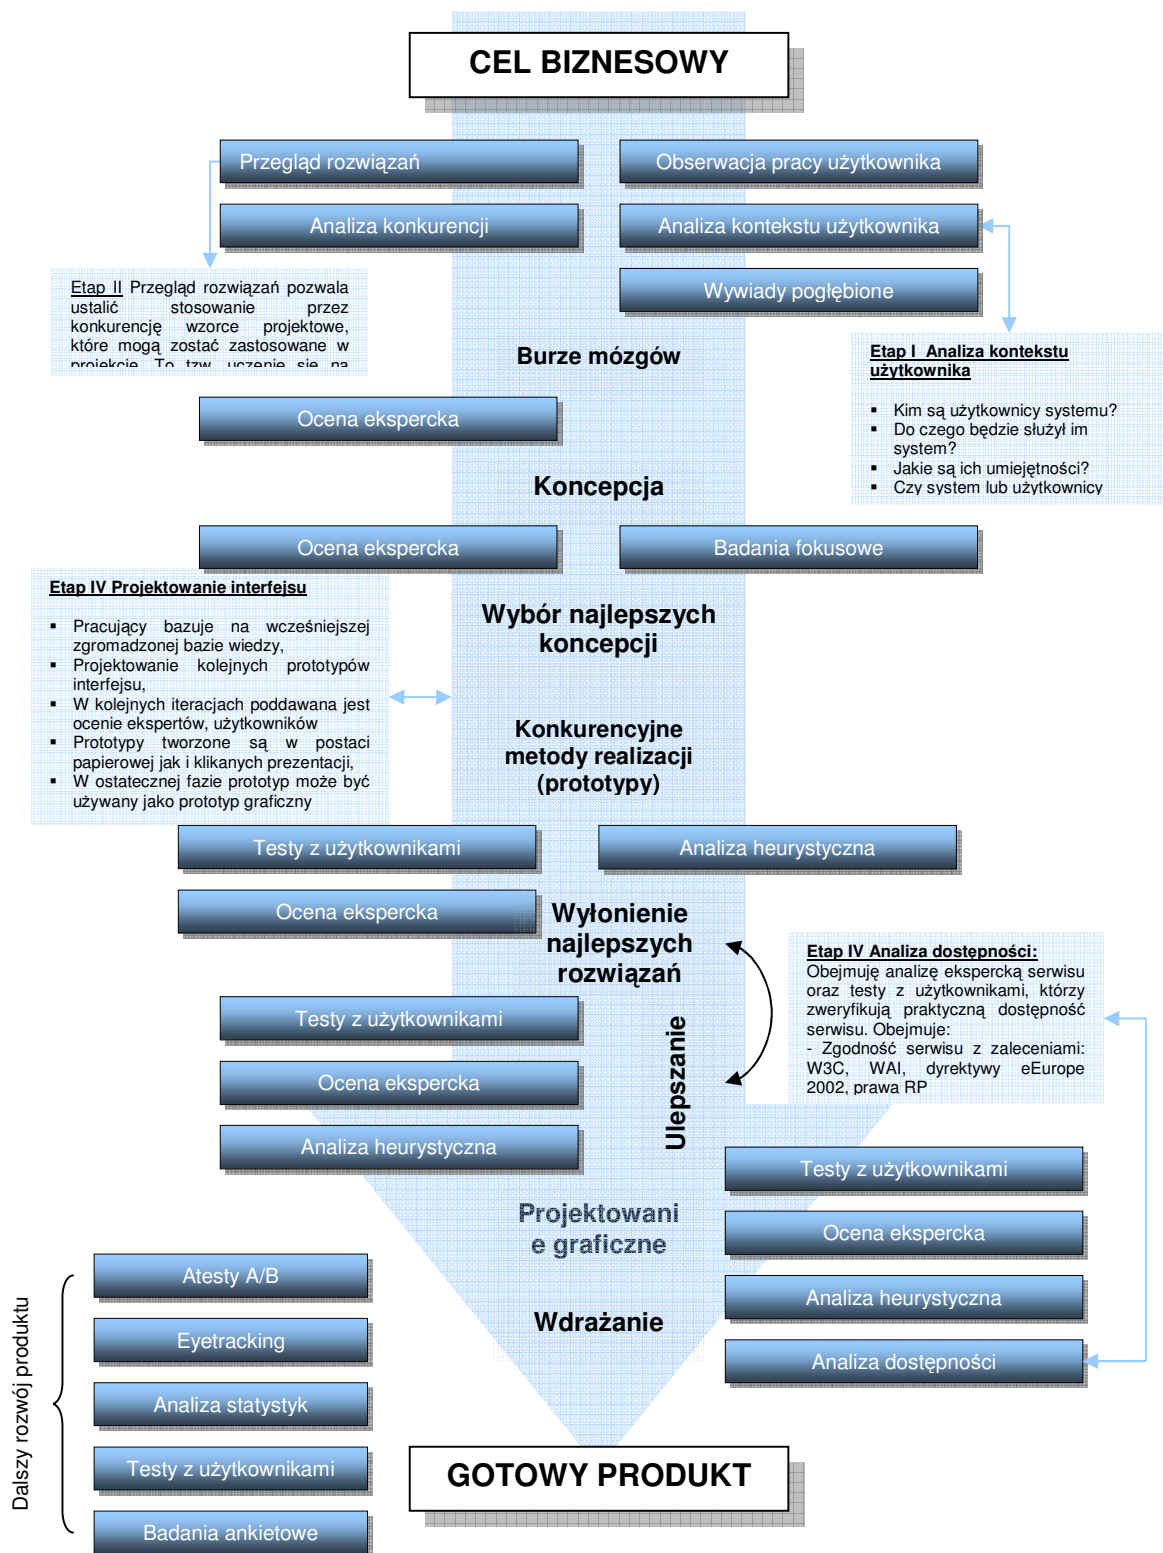 CEL BIZNESOWY
Przegląd rozwiązań
Obserwacja pracy użytkownika
Analiza konkurencji
Analiza kontekstu użytkownika
Wywiady pogłębione
Etap II Przegląd rozwiązań pozwala
ustalić stosowanie przez
konkurencję wzorce projektowe,
które mogą zostać zastosowane w
projekcie. To tzw. uczenie się na
Burze mózgów
Etap I Analiza kontekstu
użytkownika
▪ Kim są użytkownicy systemu?
▪ Do czego będzie służył im
system?
▪ Jakie są ich umiejętności?
▪ Czy system lub użytkownicy
Ocena ekspercka
Koncepcja
Ocena ekspercka
Badania fokusowe
Etap IV Projektowanie interfejsu
▪ Pracujący bazuje na wcześniejszej
zgromadzonej bazie wiedzy,
▪ Projektowanie kolejnych prototypów
interfejsu,
▪ W kolejnych iteracjach poddawana jest
ocenie ekspertów, użytkowników
▪ Prototypy tworzone są w postaci
papierowej jak i klikanych prezentacji,
▪ W ostatecznej fazie prototyp może być
używany jako prototyp graficzny
Wybór najlepszych
koncepcji
Konkurencyjne
metody realizacji
(prototypy)
Testy z użytkownikami
Analiza heurystyczna
Ocena ekspercka
Wyłonienie
najlepszych
rozwiązań
Etap IV Analiza dostępności:
Obejmuję analizę ekspercką serwisu
oraz testy z użytkownikami, którzy
zweryfikują praktyczną dostępność
serwisu. Obejmuje:
- Zgodność serwisu z zaleceniami:
W3C, WAI, dyrektywy eEurope
2002, prawa RP
Testy z użytkownikami
Ocena ekspercka
Analiza heurystyczna
Ulepszanie
Testy z użytkownikami
Ocena ekspercka
Analiza heurystyczna
Analiza dostępności
Projektowani
e graficzne
Wdrażanie
Dalszy rozwój produktu
Atesty A/B
Eyetracking
Analiza statystyk
Testy z użytkownikami
Badania ankietowe
GOTOWY PRODUKT